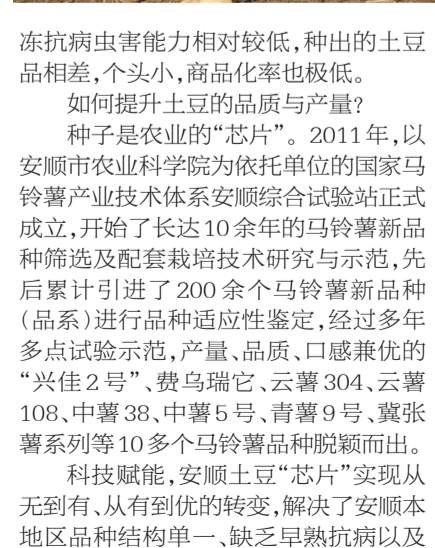 冻抗病虫害能力相对较低，种出的土豆
品相差，个头小，商品化率也极低。
如何提升土豆的品质与产量？
种子是农业的“芯片”。2011年，以
安顺市农业科学院为依托单位的国家马
铃薯产业技术体系安顺综合试验站正式
成立，开始了长达10余年的马铃薯新品
种筛选及配套栽培技术研究与示范，先
后累计引进了200余个马铃薯新品种
（品系）进行品种适应性鉴定，经过多年
多点试验示范，产量、品质、口感兼优的
“兴佳2号”、费乌瑞它、云薯304、云薯
108、中薯38、中薯5号、青薯9号、冀张
薯系列等10多个马铃薯品种脱颖而出。
科技赋能，安顺土豆“芯片”实现从
无到有、从有到优的转变，解决了安顺本
地区品种结构单一、缺乏早熟抗病以及